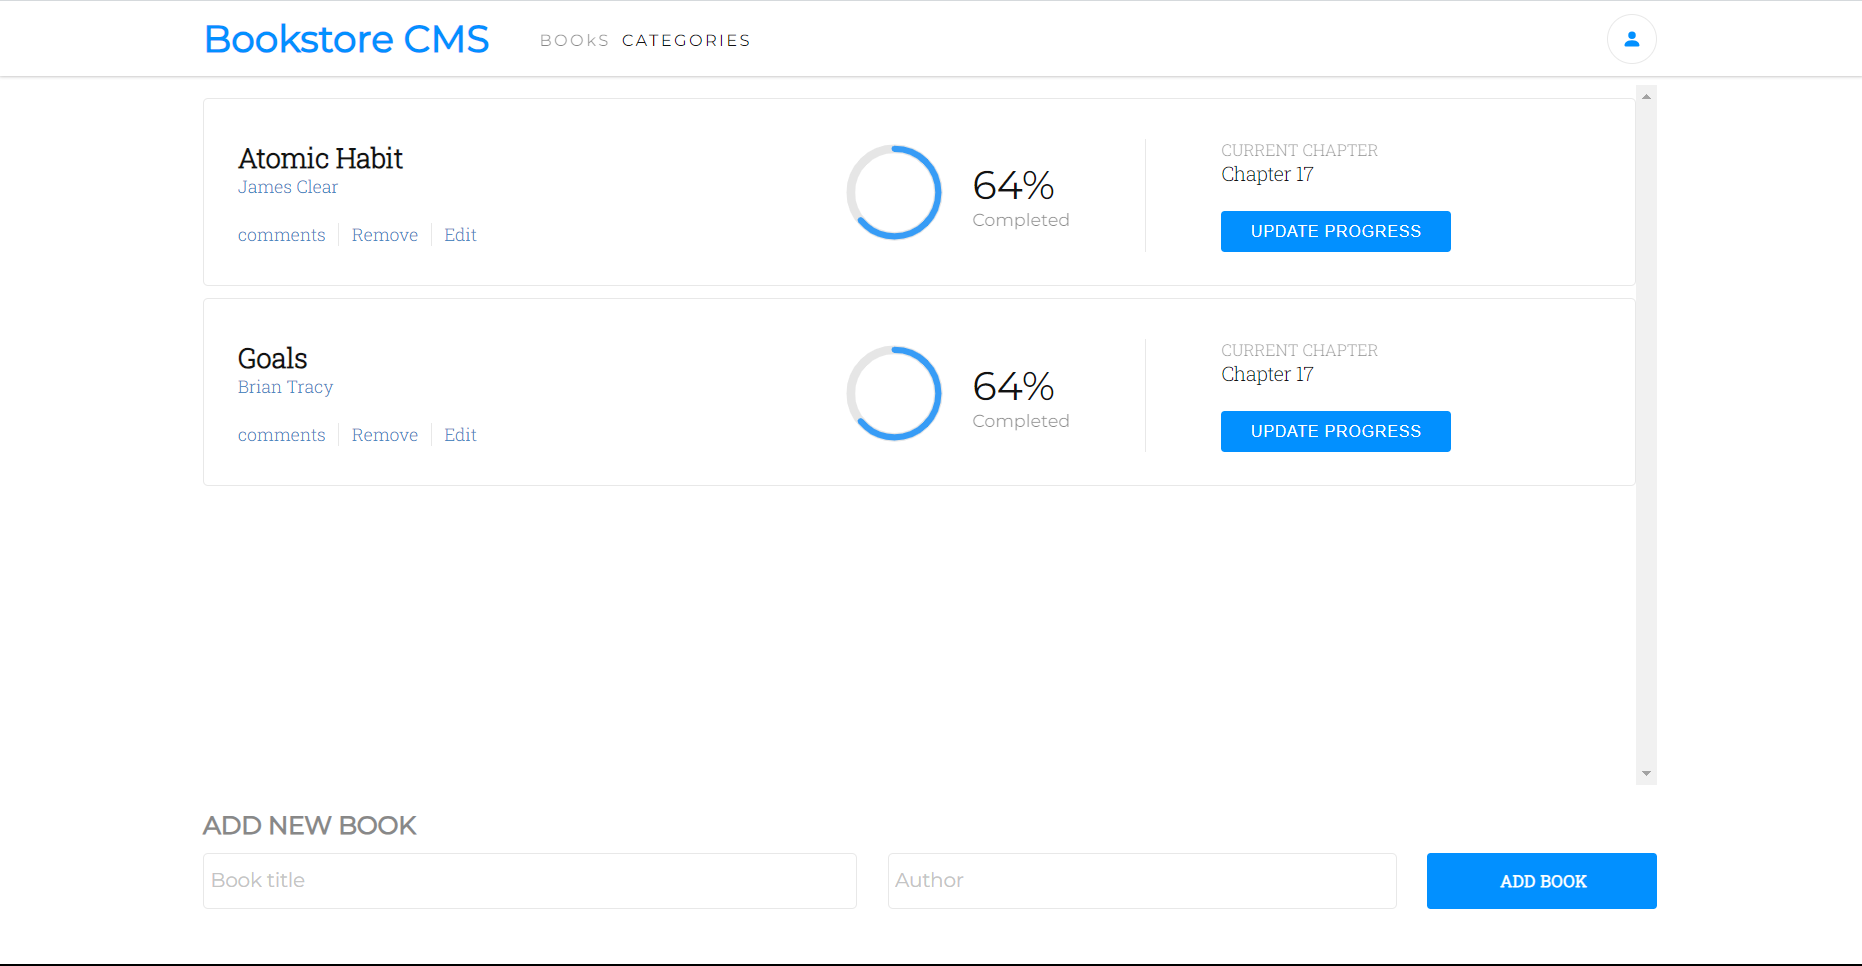 Bookstore CMS
BOOkS CATEGORIES
Atomic Habit
James Clear
comments Remove Edit
64%
Completed
CURRENT CHAPTER
Chapter 17
UPDATE PROGRESS
Goals
Brian Tracy
comments Remove Edit
64%
Completed
CURRENT CHAPTER
Chapter 17
UPDATE PROGRESS
ADD NEW BOOK
Book title
Author
ADD BOOK